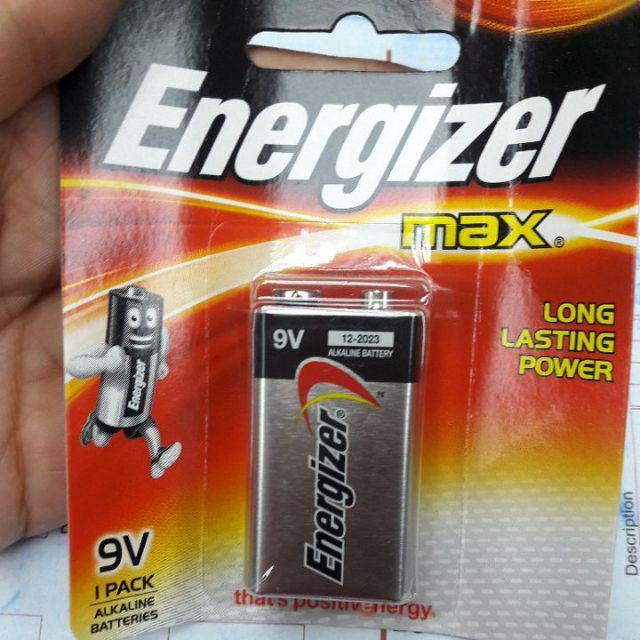 Energizer
max®
LONG
LASTING
POWER
9V
12-2023
ALKALINE BATTERY
Energizer®
Energizer
9V
1 PACK
ALKALINE
BATTERIES
that's positivenergy.
Description